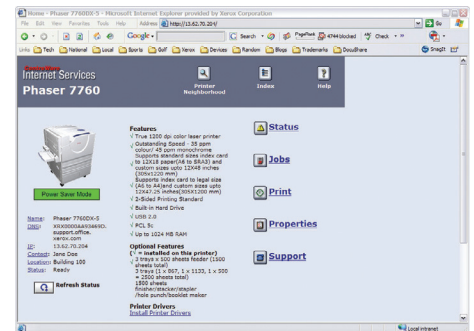 Home - Phaser 7760DX-5 - Microsoft Internet Explorer provided by Xerox Corporation
File Edit View Favorites Tools Help Address http://13.62.70.204/ Go
Google Search PageRank 4744 blocked Check
Links Tech National Local Sports Golf Xerox Devices Random Blogs Trademarks DocuShare SnagIt
CentreWare
Internet Services
Phaser 7760
Printer Neighborhood
Index
Help
Power Saver Mode
Name: Phaser 7760DX-5
DNS: XRX0000AA93A69D.
support.office.
xerox.com
IP: 13.62.70.204
Contact: Jane Doe
Location: Building 100
Status: Ready
Refresh Status
Features
√ True 1200 dpi color laser printer
√ Outstanding Speed - 35 ppm
colour/ 45 ppm monochrome
Supports standard sizes index card
√ to 12X18 paper(A6 to SRA3) and
custom sizes upto 12X48 inches
(305x1220 mm)
Supports index card to legal size
√ (A6 to A4)and custom sizes upto
12X47.25 inches(305X1200 mm)
√ 2-Sided Printing Standard
√ Built-in Hard Drive
√ USB 2.0
√ PCL 5c
√ Up to 1024 MB RAM
Optional Features
(√ = installed on this printer)
√ 3 trays x 500 sheets feeder (1500
sheets total)
3 trays (1 x 867, 1 x 1133, 1 x 500
= 2500 sheets total)
finisher/stacker/stapler
/hole punch/booklet maker
Printer Drivers
Install Printer Drivers
Status
Jobs
Print
Properties
Support
Local intranet